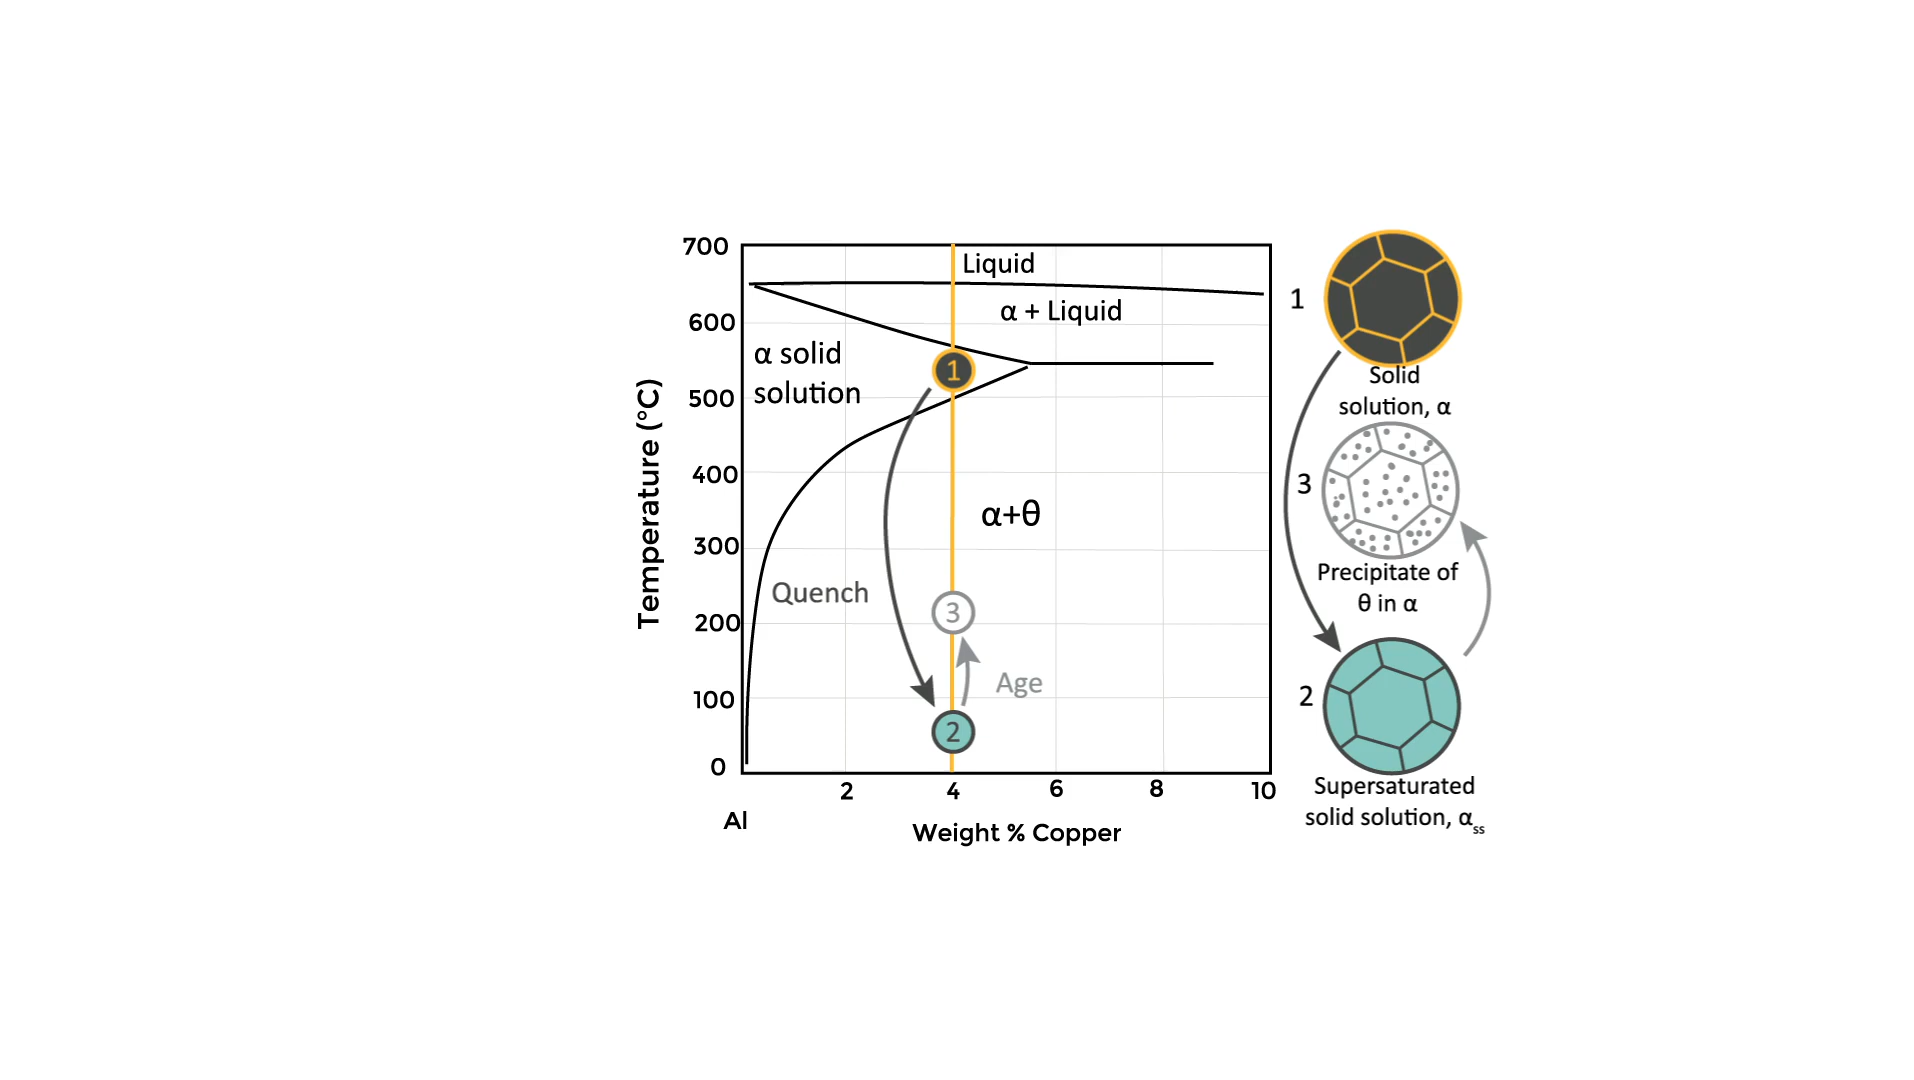 700
600
500
400
300
200
100
0
Temperature (°C)
Liquid
α + Liquid
α solid
solution
1
α+θ
Quench
3
Age
2
2
4
6
8
10
Al
Weight % Copper
1
Solid
solution, α
3
Precipitate of
θ in α
2
Supersaturated
solid solution, αss